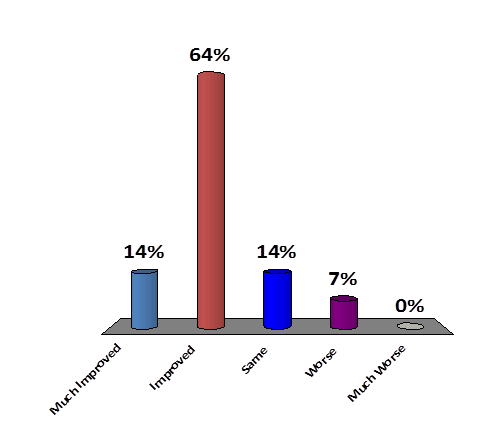 64%
14%
14%
7%
0%
Much Improved
Improved
Same
Worse
Much Worse